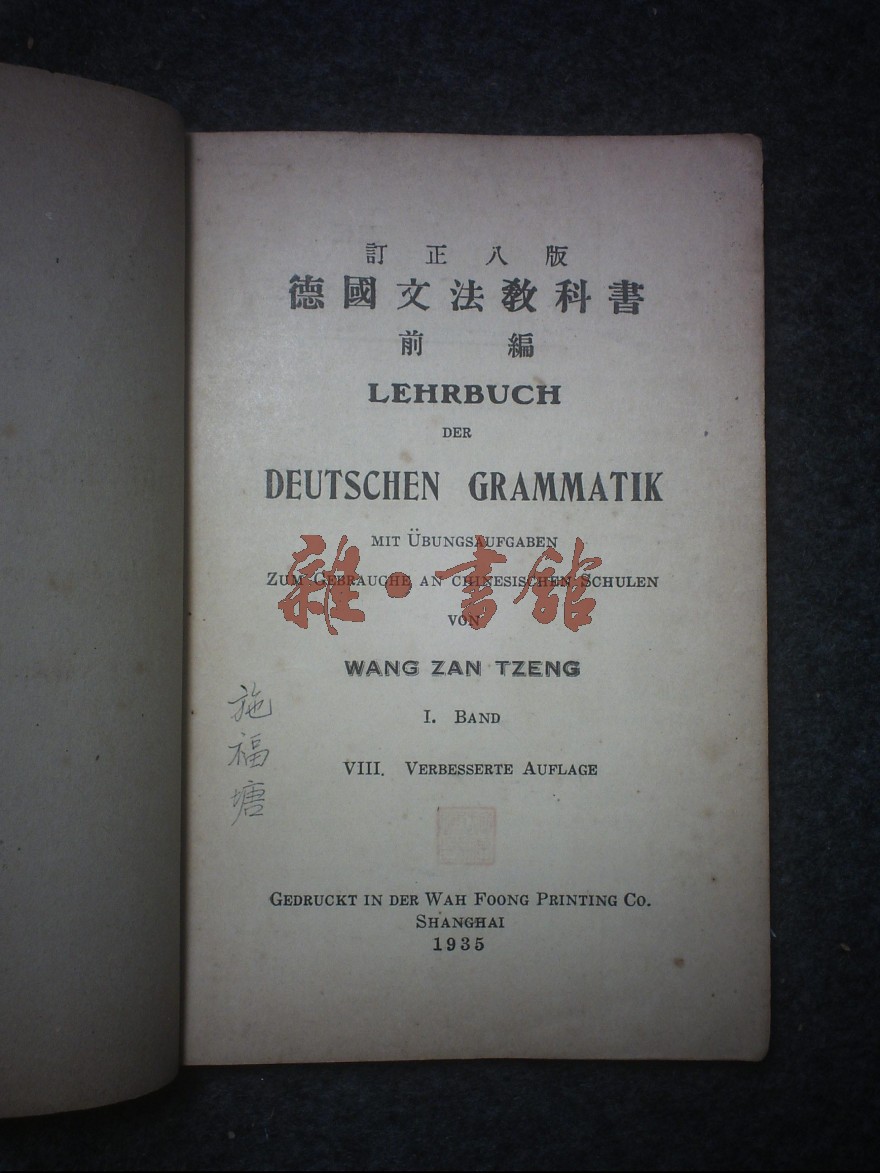 訂正八版
德國文法教科書
前編
LEHRBUCH
DER
DEUTSCHEN GRAMMATIK
MIT ÜBUNGSAUFGABEN
ZUM GEBRAUCHE AN CHINESISCHEN SCHULEN
VON
雜·書館
WANG ZAN TZENG
I. BAND
VIII. VERBESSERTE AUFLAGE
施福塘
GEDRUCKT IN DER WAH FOONG PRINTING CO.
SHANGHAI
1935